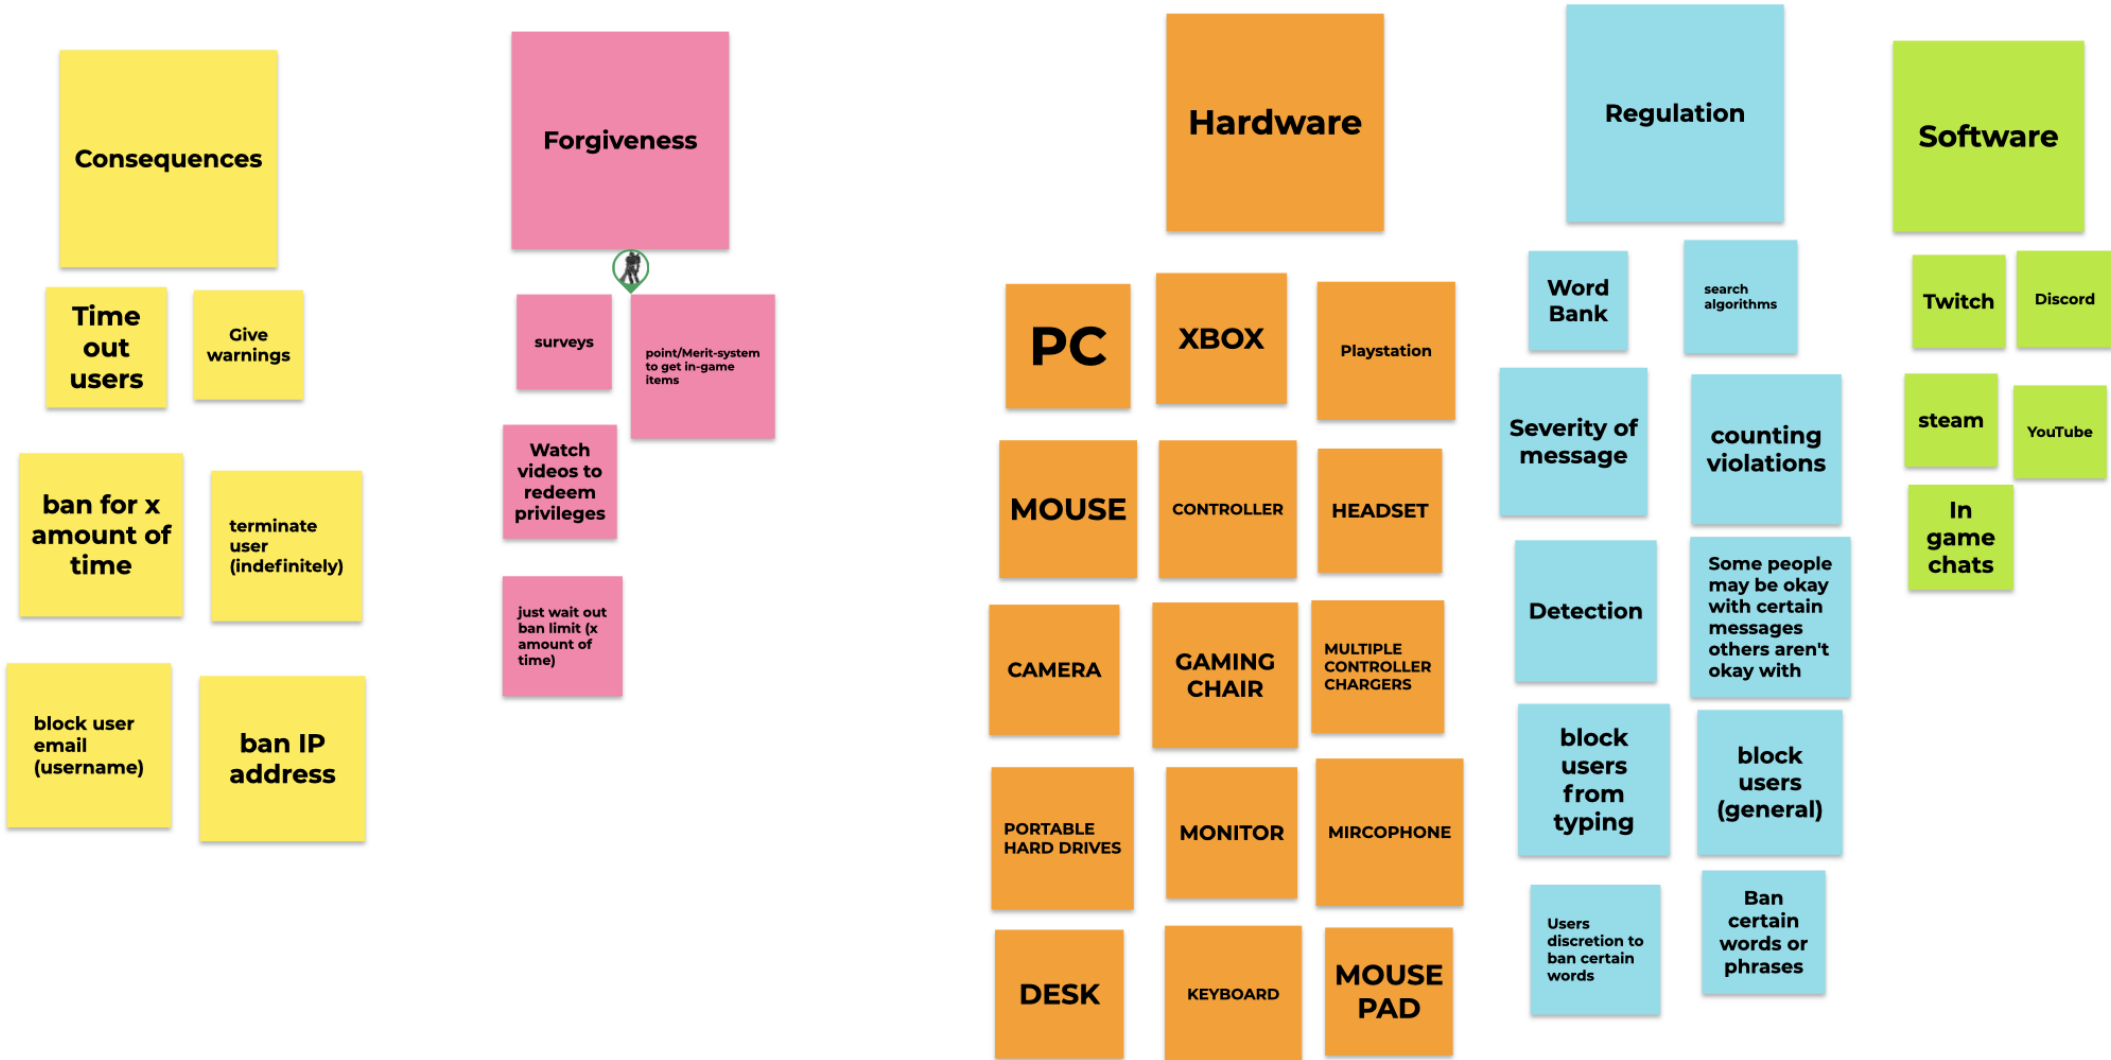 Consequences
Time
out
users
Give
warnings
ban for x
amount of
time
terminate
user
(indefinitely)
block user
email
(username)
ban IP
address
Forgiveness
surveys
point/Merit-system
to get in-game
items
Watch
videos to
redeem
privileges
just wait out
ban limit (x
amount of
time)
Hardware
PC
XBOX
Playstation
MOUSE
CONTROLLER
HEADSET
CAMERA
GAMING
CHAIR
MULTIPLE
CONTROLLER
CHARGERS
PORTABLE
HARD DRIVES
MONITOR
MIRCOPHONE
DESK
KEYBOARD
MOUSE
PAD
Regulation
Word
Bank
search
algorithms
Severity of
message
counting
violations
Detection
Some people
may be okay
with certain
messages
others aren't
okay with
block
users
from
typing
block
users
(general)
Users
discretion to
ban certain
words
Ban
certain
words or
phrases
Software
Twitch
Discord
steam
YouTube
In
game
chats